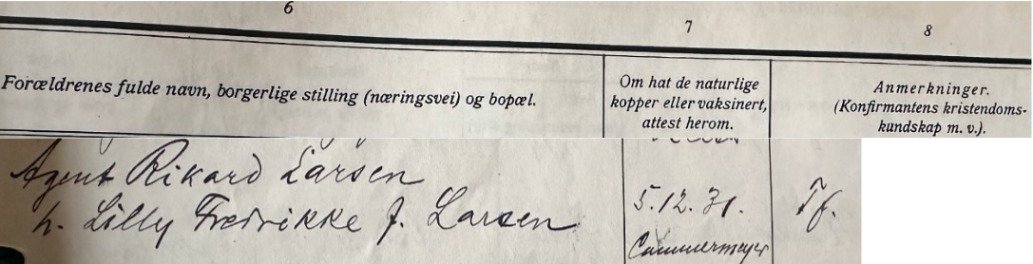 6
7
8
Forældrenes fulde navn, borgerlige stilling (næringsvei) og bopæl.
Om hat de naturlige
kopper eller vaksinert,
attest herom.
Anmerkninger.
(Konfirmantens kristendoms-
kundskap m. v.).
Agent Rikard Larsen
h. Lilly Fredrikke J. Larsen
5.12.31.
Cammermeyer
Tf.